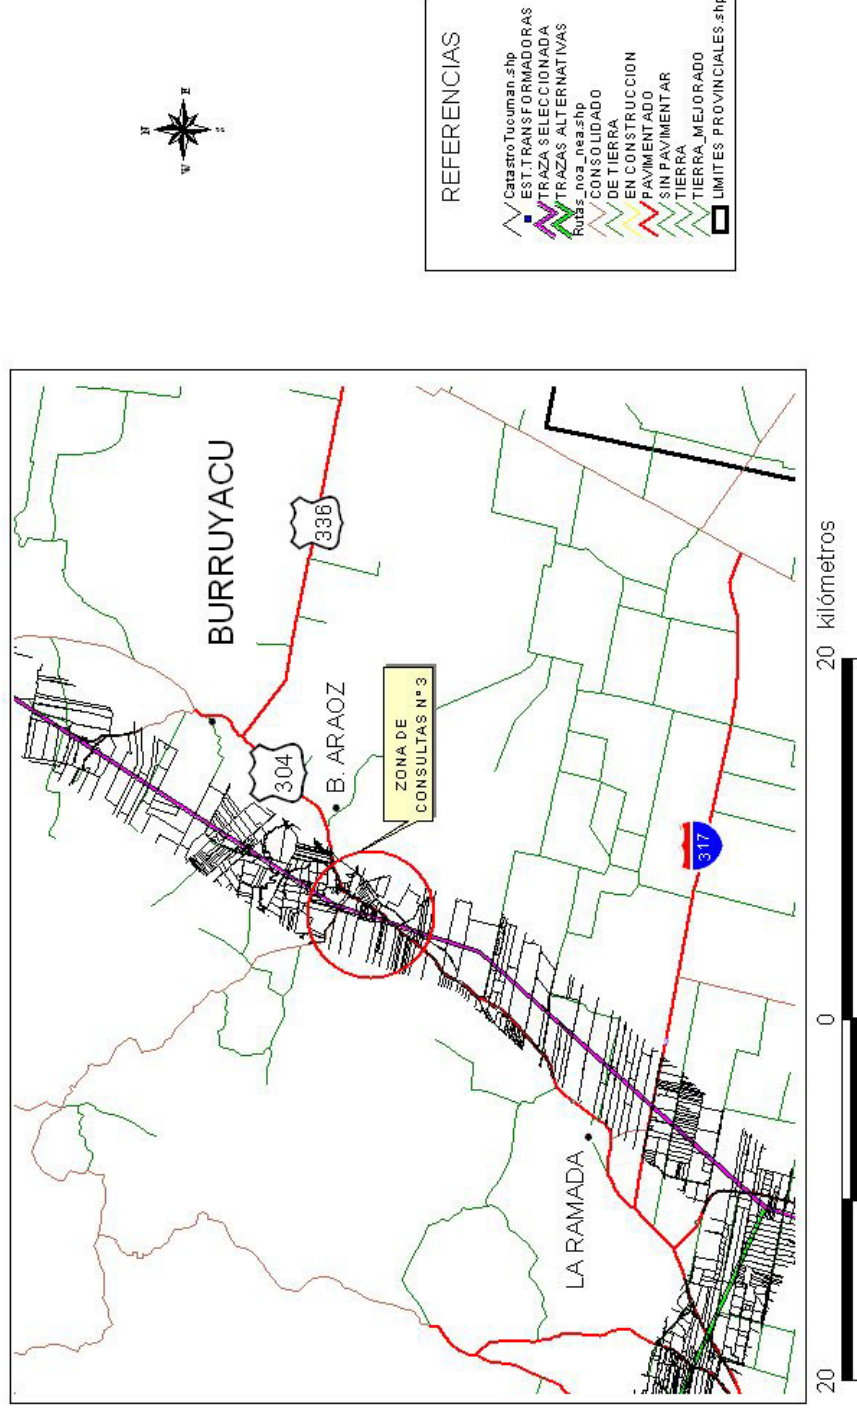 N
W E
S
REFERENCIAS
CatastroTucuman.shp
EST.TRANSFORMADORAS
TRAZA SELECCIONADA
TRAZAS ALTERNATIVAS
Rutas_noa_nea.shp
CONSOLIDADO
DE TIERRA
EN CONSTRUCCION
PAVIMENTADO
SIN PAVIMENTAR
TIERRA
TIERRA_MEJORADO
LIMITES PROVINCIALES.shp
BURRUYACU
336
304
B. ARAOZ
ZONA DE
CONSULTAS Nº 3
317
LA RAMADA
20 0 20 kilómetros